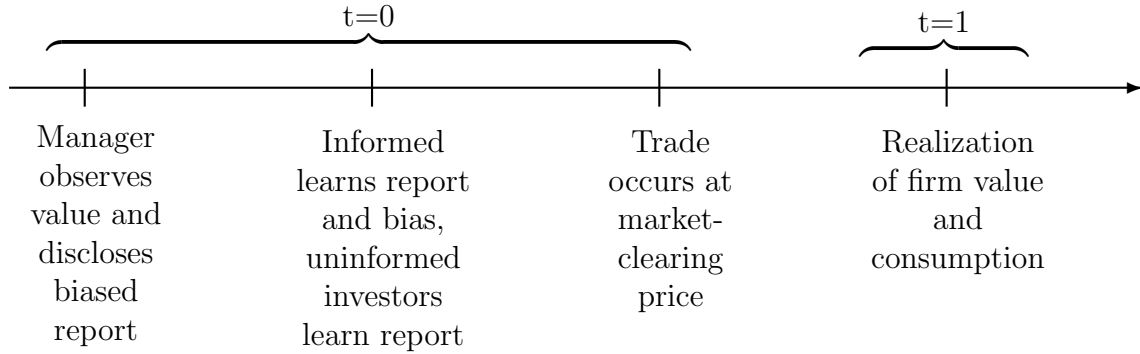 t=0
t=1
Manager
observes
value and
discloses
biased
report
Informed
learns report
and bias,
uninformed
investors
learn report
Trade
occurs at
market-
clearing
price
Realization
of firm value
and
consumption